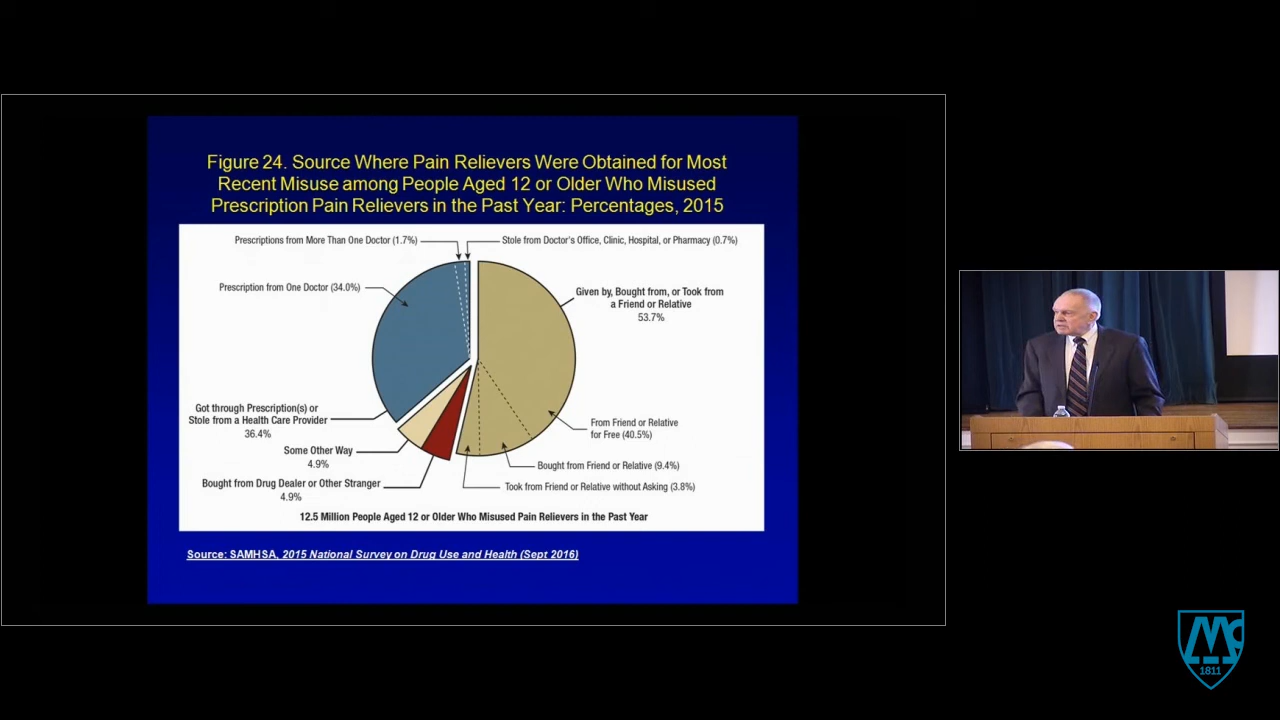 Figure 24. Source Where Pain Relievers Were Obtained for Most
Recent Misuse among People Aged 12 or Older Who Misused
Prescription Pain Relievers in the Past Year: Percentages, 2015
Prescriptions from More Than One Doctor (1.7%)
Stole from Doctor's Office, Clinic, Hospital, or Pharmacy (0.7%)
Prescription from One Doctor (34.0%)
Given by, Bought from, or Took from
a Friend or Relative
53.7%
Got through Prescription(s) or
Stole from a Health Care Provider
36.4%
From Friend or Relative
for Free (40.5%)
Some Other Way
4.9%
Bought from Friend or Relative (9.4%)
Bought from Drug Dealer or Other Stranger
4.9%
Took from Friend or Relative without Asking (3.8%)
12.5 Million People Aged 12 or Older Who Misused Pain Relievers in the Past Year
Source: SAMHSA, 2015 National Survey on Drug Use and Health (Sept 2016)
1811